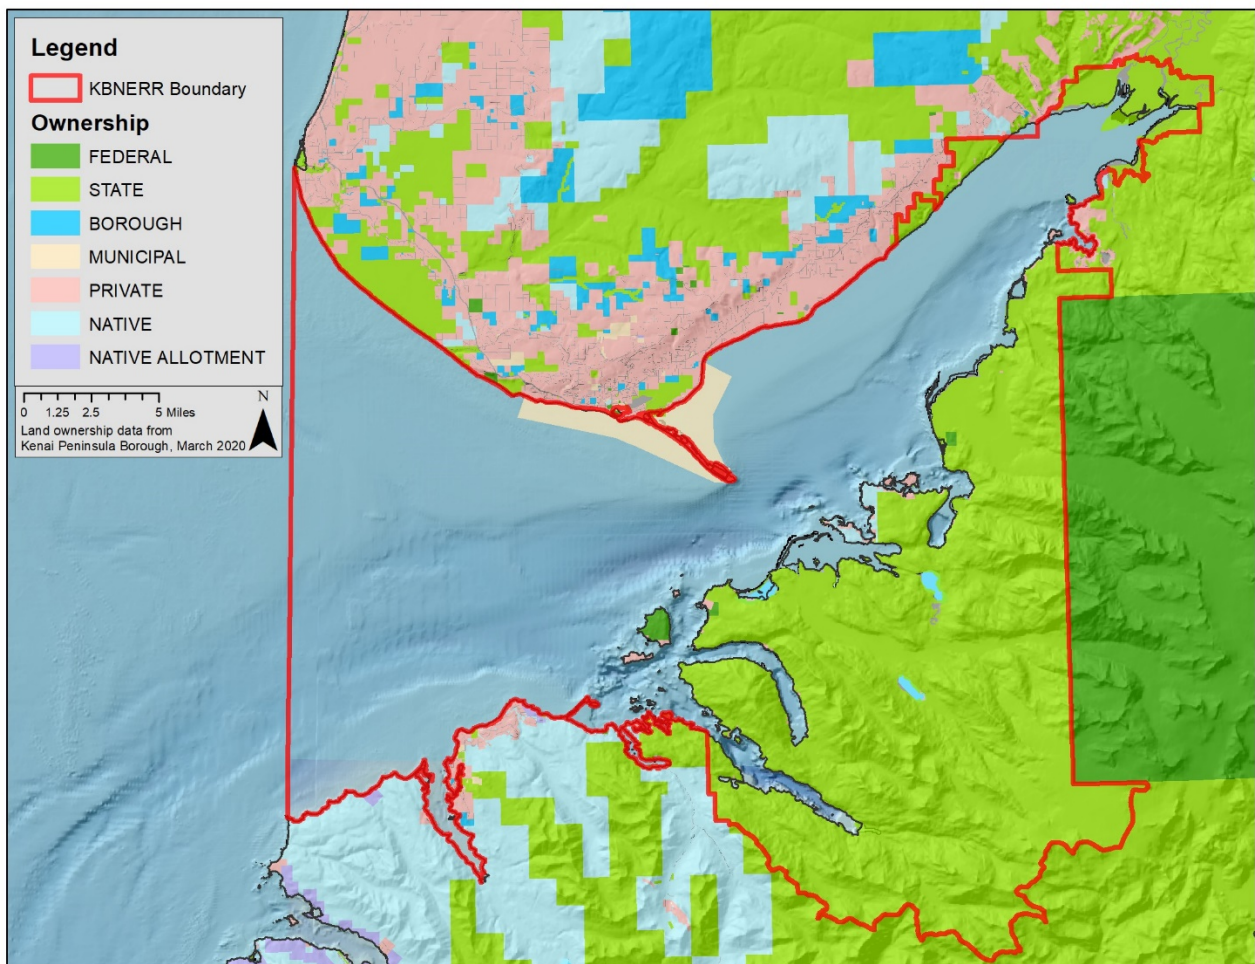 Legend
KBNERR Boundary
Ownership
FEDERAL
STATE
BOROUGH
MUNICIPAL
PRIVATE
NATIVE
NATIVE ALLOTMENT
N
0 1.25 2.5 5 Miles
Land ownership data from
Kenai Peninsula Borough, March 2020